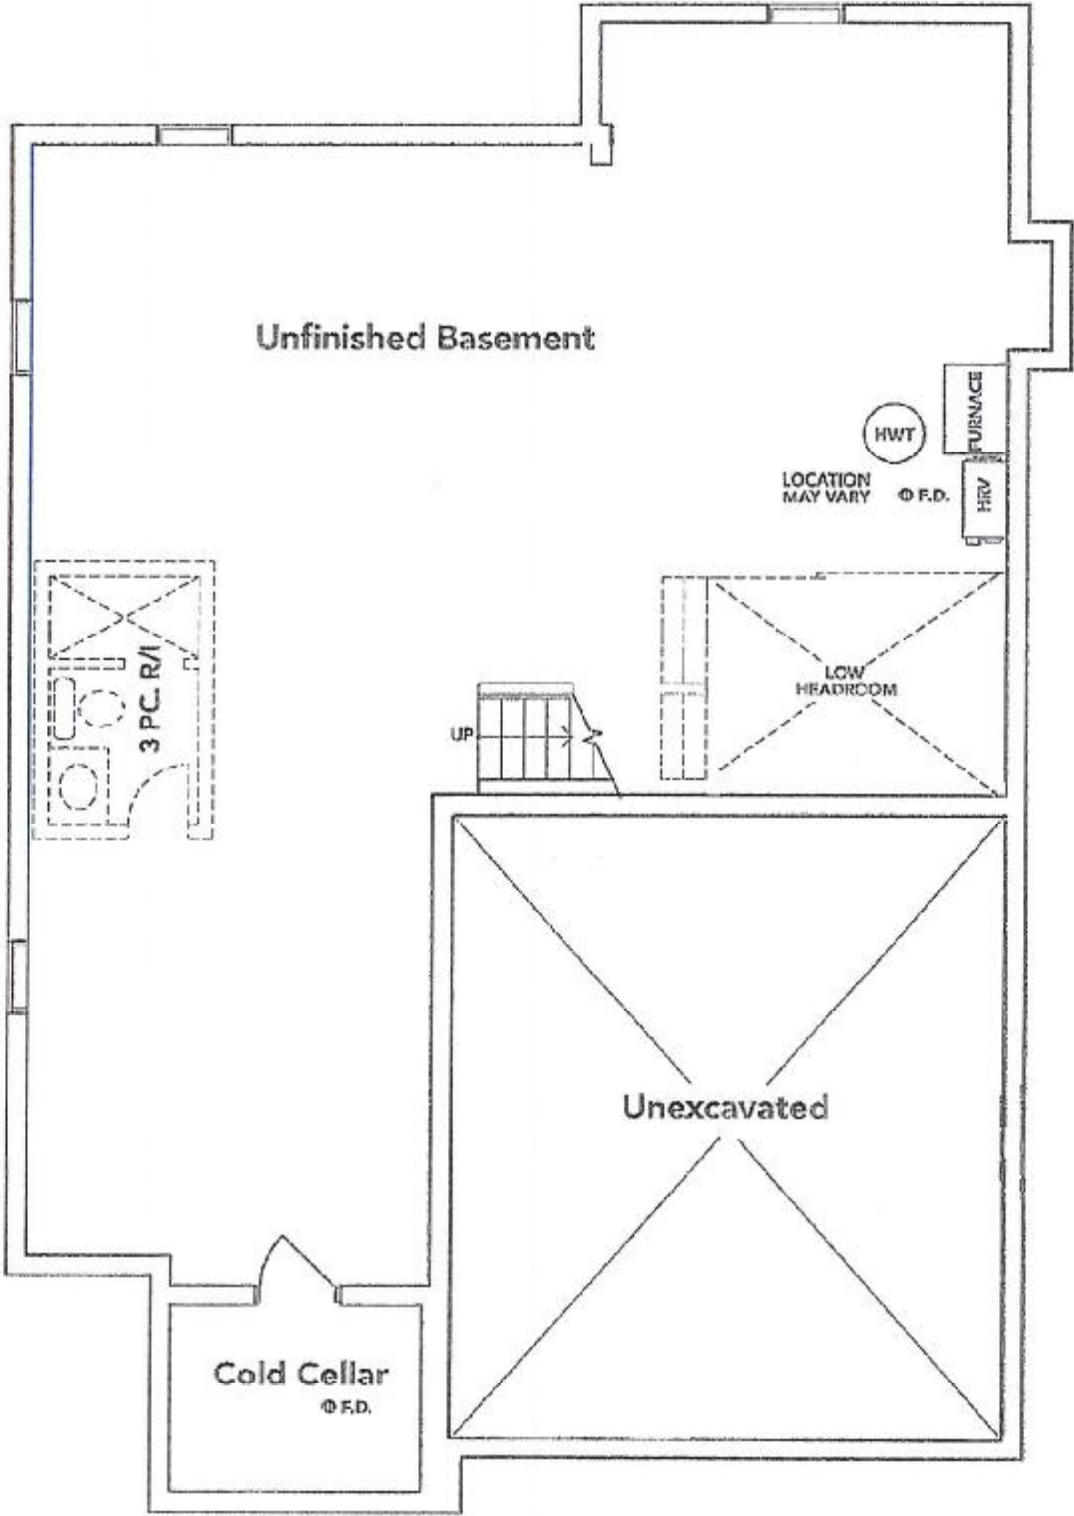 Unfinished Basement
FURNACE
HWT
LOCATION
MAY VARY
Φ F.D.
HRV
3 PC. R/I
LOW
HEADROOM
UP
Unexcavated
Cold Cellar
Φ F.D.